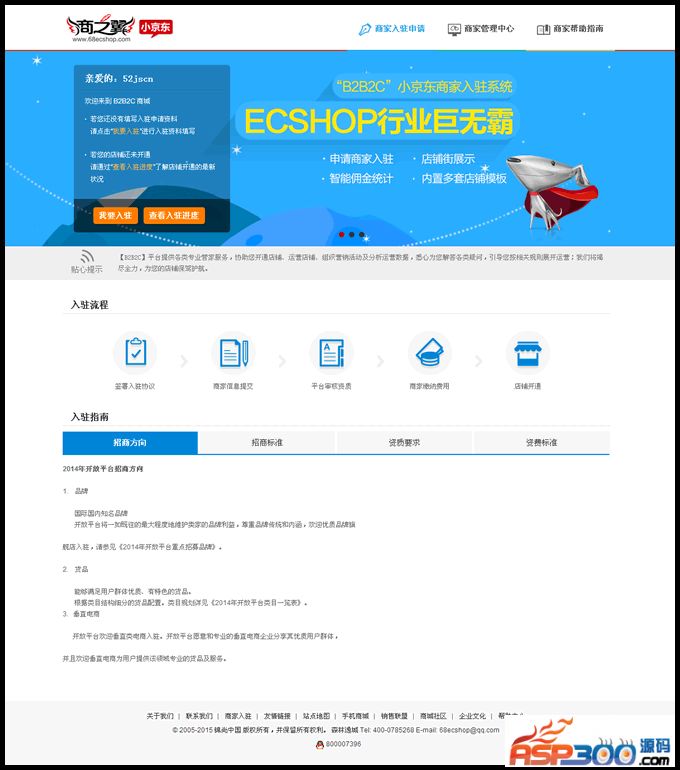 商之翼 小京东
www.68ecshop.com
商家入驻申请 商家管理中心 商家帮助指南
亲爱的：52jscn
欢迎来到 B2B2C 商城
· 若您还没有填写入驻申请资料
请点击“我要入驻”进行入驻资料填写
· 若您的店铺还未开通
请通过“查看入驻进度”了解店铺开通的最新
状况
我要入驻 查看入驻进度
“B2B2C”小京东商家入驻系统
ECSHOP行业巨无霸
· 申请商家入驻 · 店铺街展示
· 智能佣金统计 · 内置多套店铺模板
贴心提示
【B2B2C】平台提供各类专业管家服务，协助您开通店铺、运营店铺、组织营销活动及分析运营数据，悉心为您解答各类疑问，引导您按相关规则展开运营；我们将竭
尽全力，为您的店铺保驾护航。
入驻流程
签署入驻协议 商家信息提交 平台审核资质 商家缴纳费用 店铺开通
入驻指南
招商方向 招商标准 资质要求 资费标准
2014年开放平台招商方向
1. 品牌
国际国内知名品牌
开放平台将一如既往的最大程度地维护卖家的品牌利益，尊重品牌传统和内涵，欢迎优质品牌旗
舰店入驻，请参见《2014年开放平台重点招募品牌》。
2. 货品
能够满足用户群体优质、有特色的货品。
根据类目结构细分的货品配置。类目规划详见《2014年开放平台类目一览表》。
3. 垂直电商
开放平台欢迎垂直类电商入驻。开放平台愿意和专业的垂直电商企业分享其优质用户群体，
并且欢迎垂直电商为用户提供该领域专业的货品及服务。
关于我们 | 联系我们 | 商家入驻 | 友情链接 | 站点地图 | 手机商城 | 销售联盟 | 商城社区 | 企业文化 | 帮助中心
© 2005-2015 锦尚中国 版权所有，并保留所有权利。 森林逸城 Tel: 400-0785268 E-mail: 68ecshop@qq.com
800007396
ASP300源码
.com